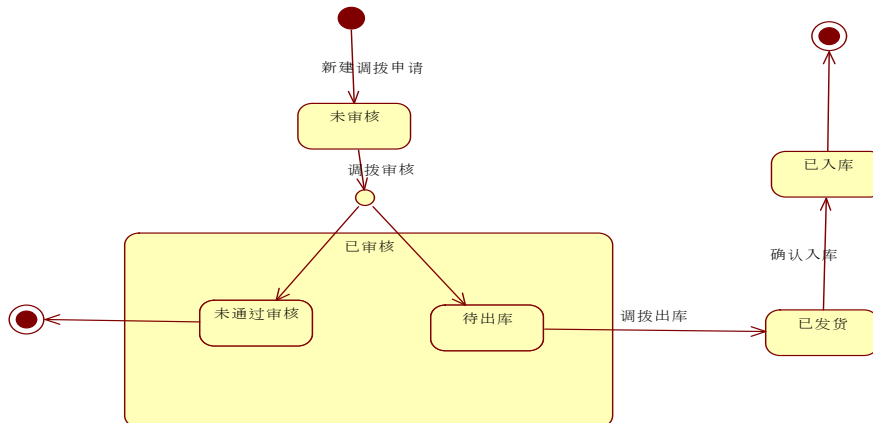 新建调拨申请
未审核
调拨审核
已入库
已审核
确认入库
未通过审核
待出库
调拨出库
已发货